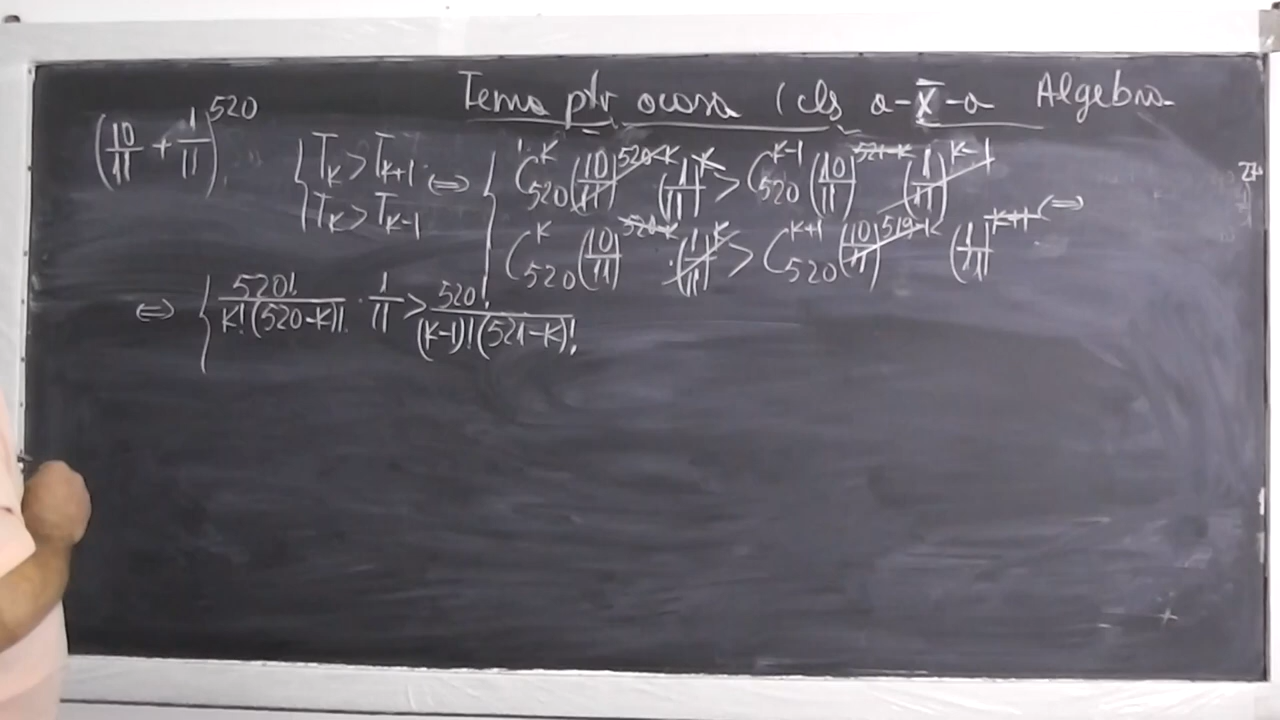 Tema ptr acasa (cls a-X-a Algebra
(10/11 + 1/11)^520
{ T_k > T_{k+1} ⇔ { C_520^k (10/11)^{520-k} (1/11)^k > C_520^{k-1} (10/11)^{521-k} (1/11)^{k-1}
T_k > T_{k-1} C_520^k (10/11)^{520-k} · (1/11)^k > C_520^{k+1} (10/11)^{519-k} (1/11)^{k+1} ⇔
⇔ { 520!/(k!(520-k)!) · 1/11 > 520!/((k-1)!(521-k)!)